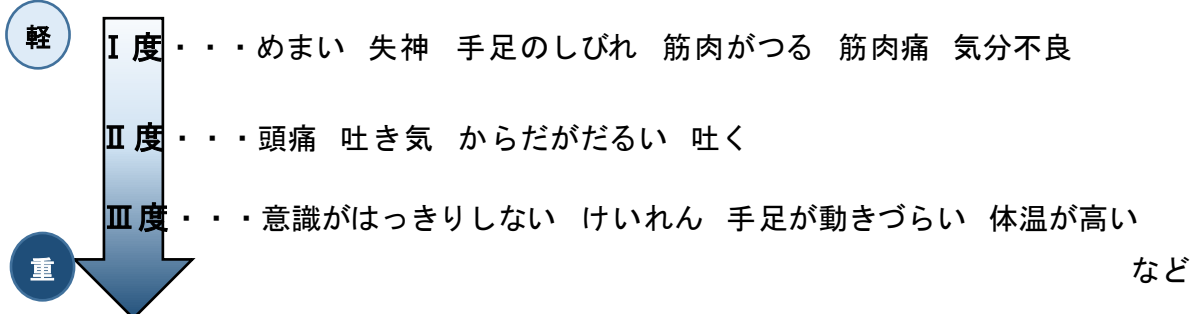 軽
Ⅰ度・・・めまい 失神 手足のしびれ 筋肉がつる 筋肉痛 気分不良
Ⅱ度・・・頭痛 吐き気 からだがだるい 吐く
Ⅲ度・・・意識がはっきりしない けいれん 手足が動きづらい 体温が高い
重
など